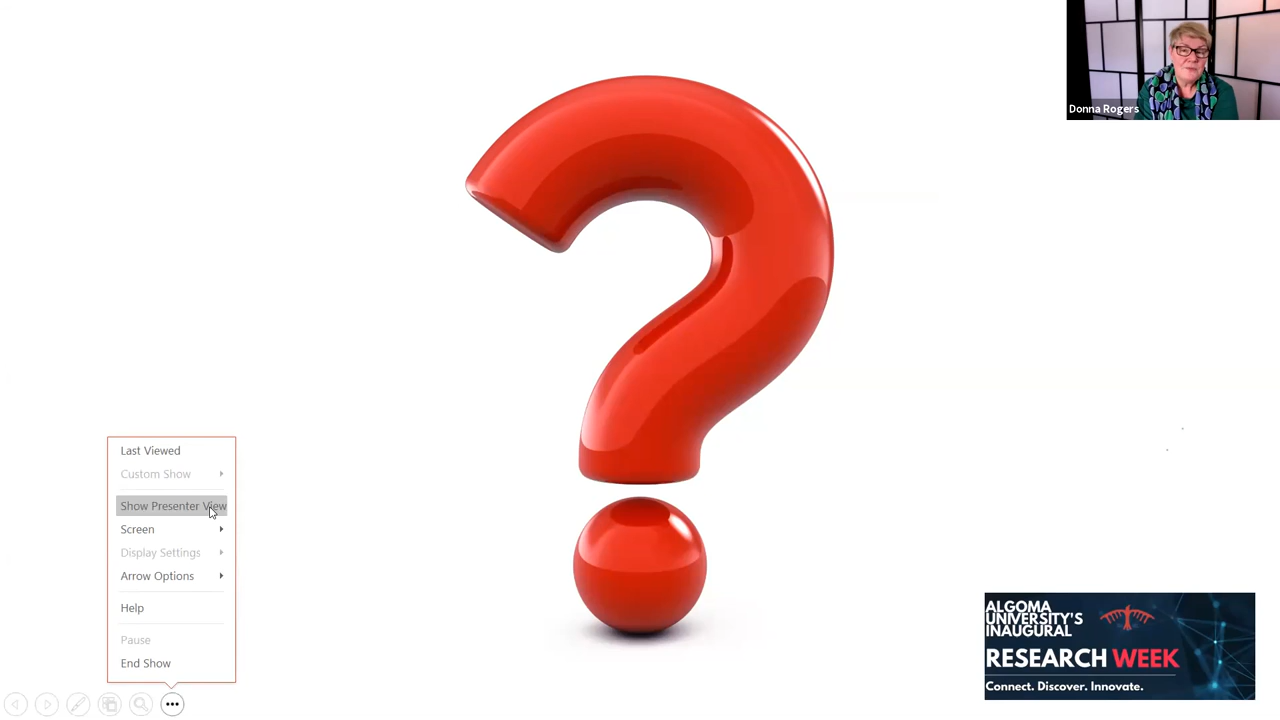 Donna Rogers
Last Viewed
Custom Show
Show Presenter View
Screen
Display Settings
Arrow Options
Help
Pause
End Show
ALGOMA
UNIVERSITY'S
INAUGURAL
RESEARCH WEEK
Connect. Discover. Innovate.